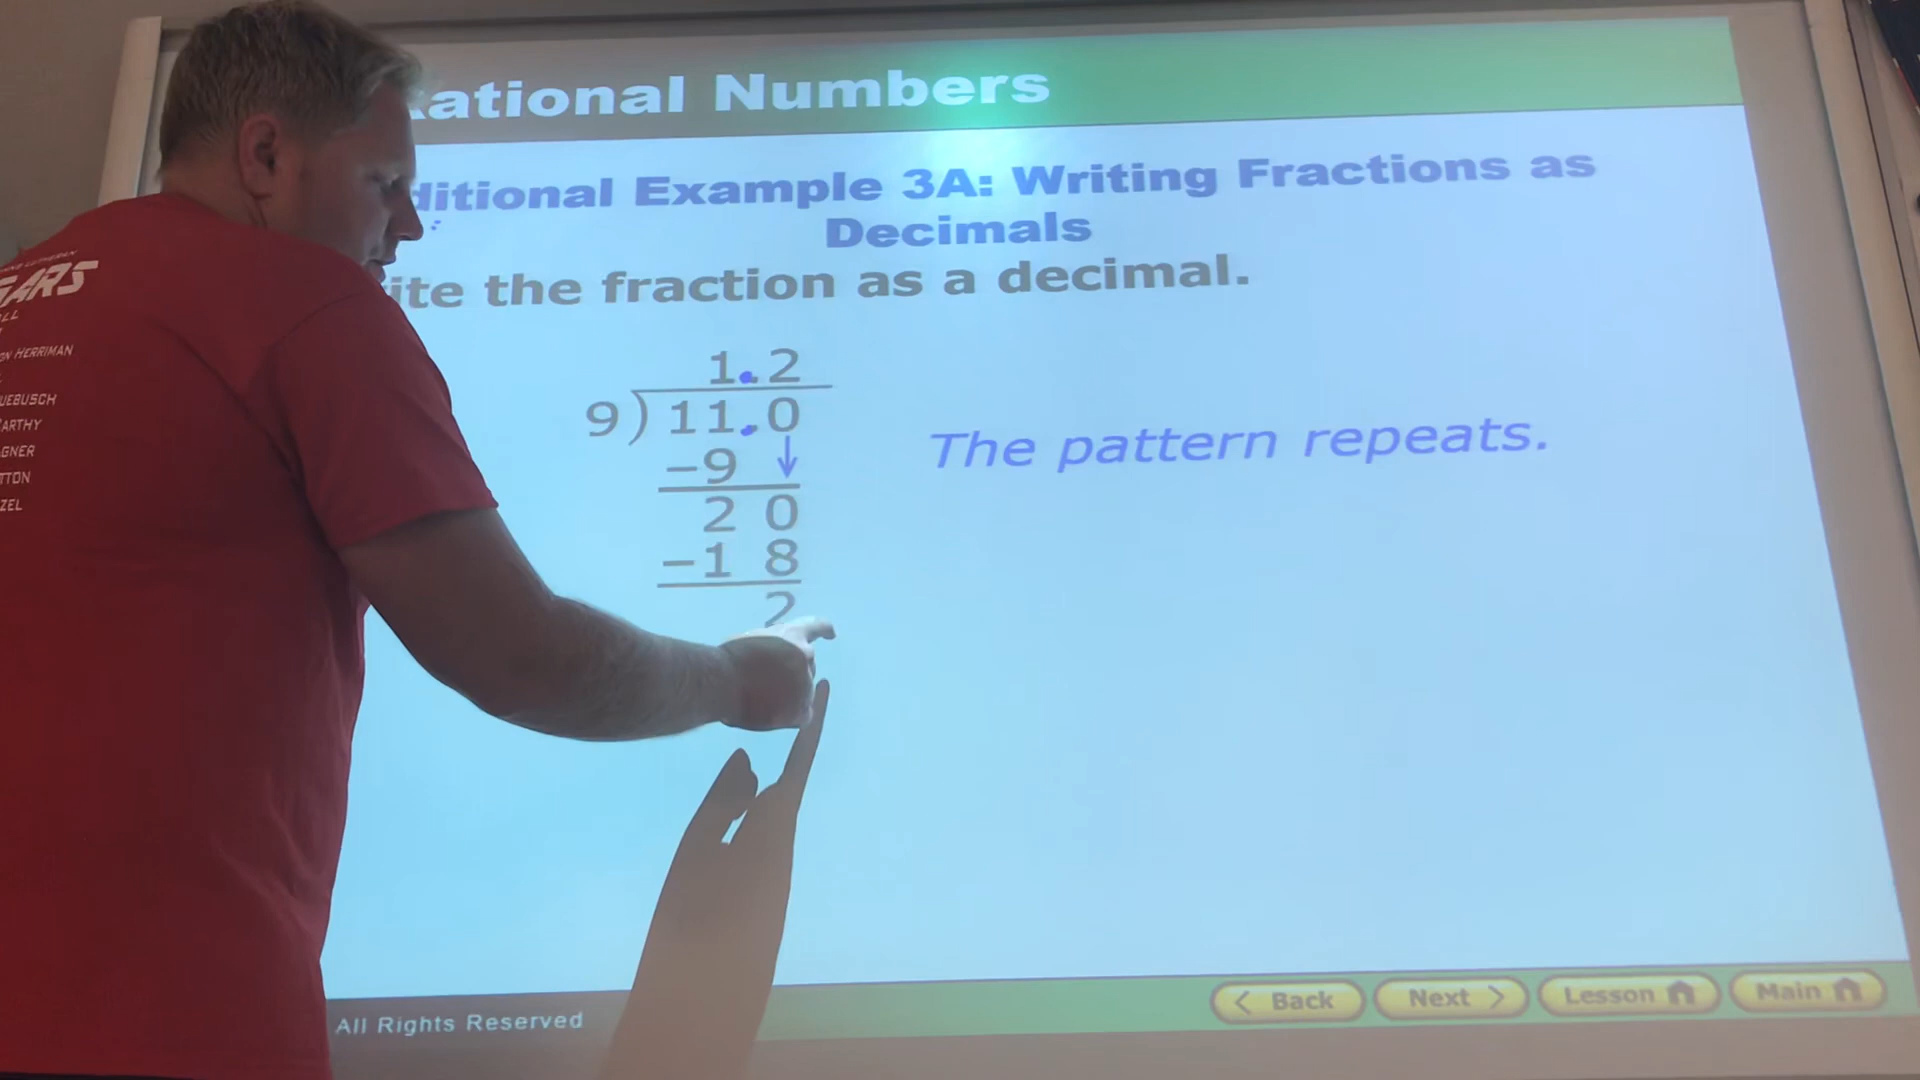 ational Numbers
ditional Example 3A: Writing Fractions as
Decimals
ite the fraction as a decimal.
1.2
9)11.0
−9 ↓
2 0
−1 8
2
The pattern repeats.
ARS
ON HERRIMAN
UEBUSCH
ARTHY
GNER
TTON
ZEL
All Rights Reserved
< Back
Next >
Lesson
Main